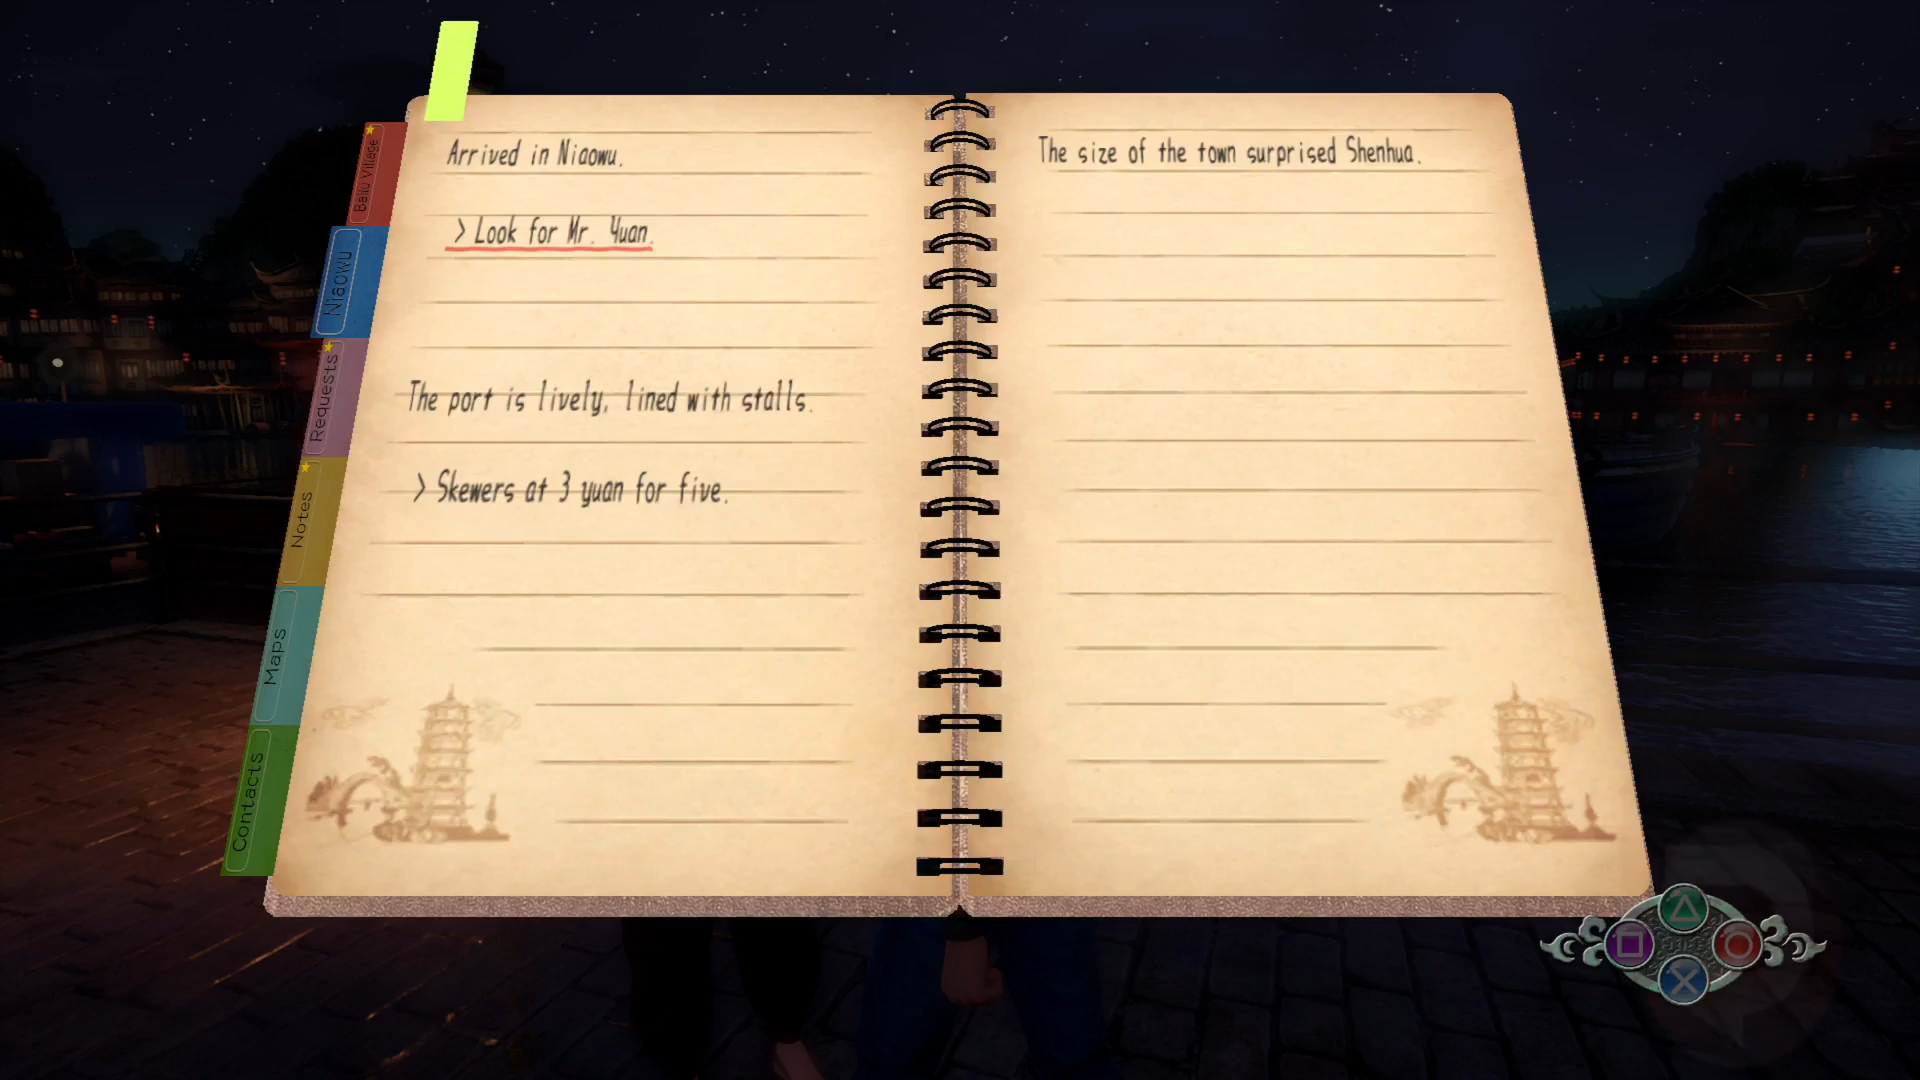 Arrived in Niaowu.
> Look for Mr. Yuan.
The port is lively, lined with stalls.
> Skewers at 3 yuan for five.
The size of the town surprised Shenhua.
Bailu Village
Niaowu
Requests
Notes
Maps
Contacts